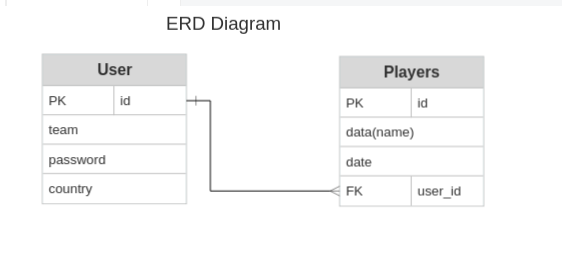 ERD Diagram
User
PK id
team
password
country
Players
PK id
data(name)
date
FK user_id